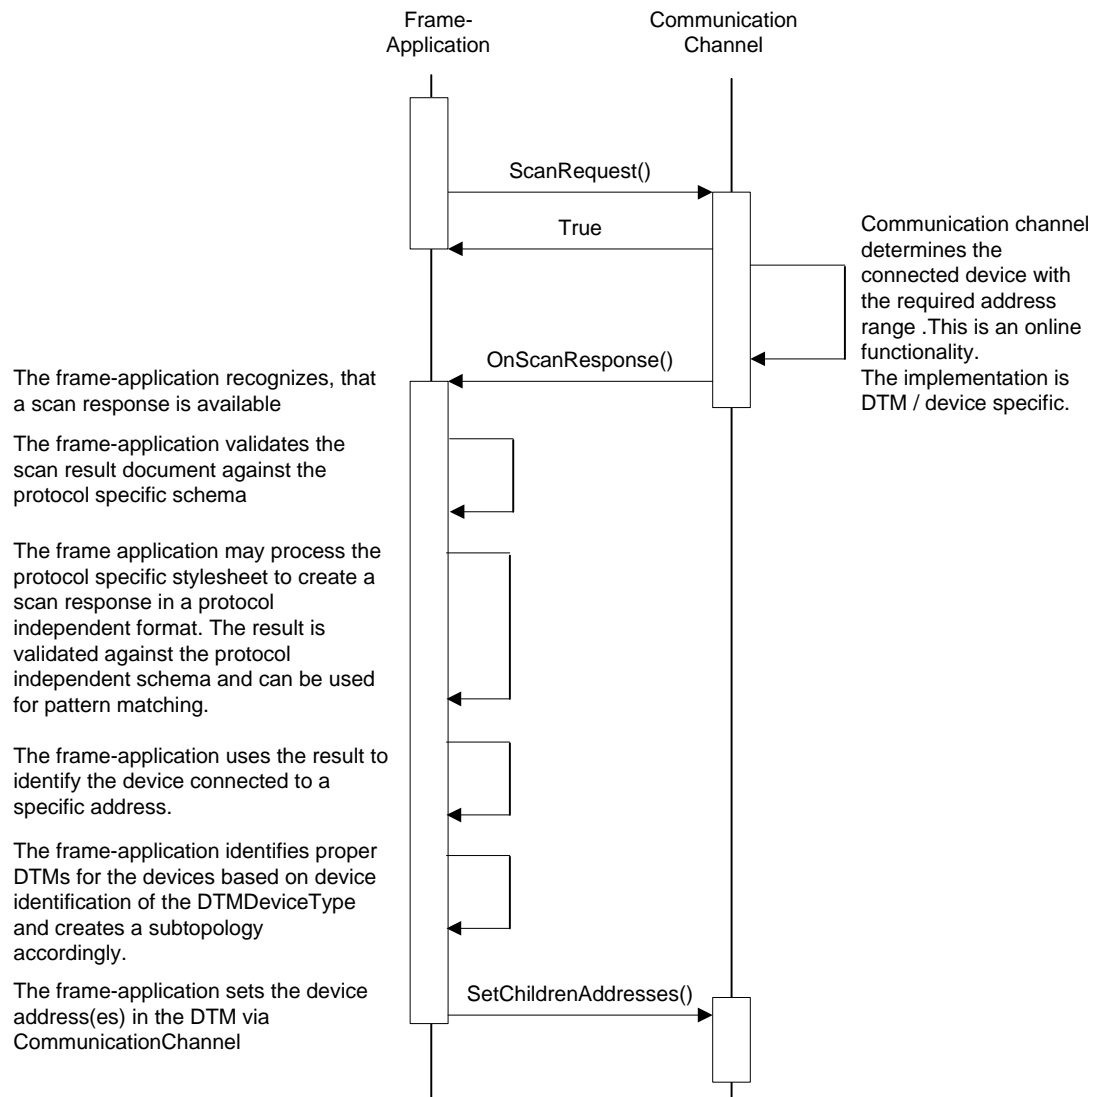 Frame-
Application
Communication
Channel
ScanRequest()
True
Communication channel
determines the
connected device with
the required address
range .This is an online
functionality.
The implementation is
DTM / device specific.
OnScanResponse()
The frame-application recognizes, that
a scan response is available
The frame-application validates the
scan result document against the
protocol specific schema
The frame application may process the
protocol specific stylesheet to create a
scan response in a protocol
independent format. The result is
validated against the protocol
independent schema and can be used
for pattern matching.
The frame-application uses the result to
identify the device connected to a
specific address.
The frame-application identifies proper
DTMs for the devices based on device
identification of the DTMDeviceType
and creates a subtopology
accordingly.
The frame-application sets the device
address(es) in the DTM via
CommunicationChannel
SetChildrenAddresses()